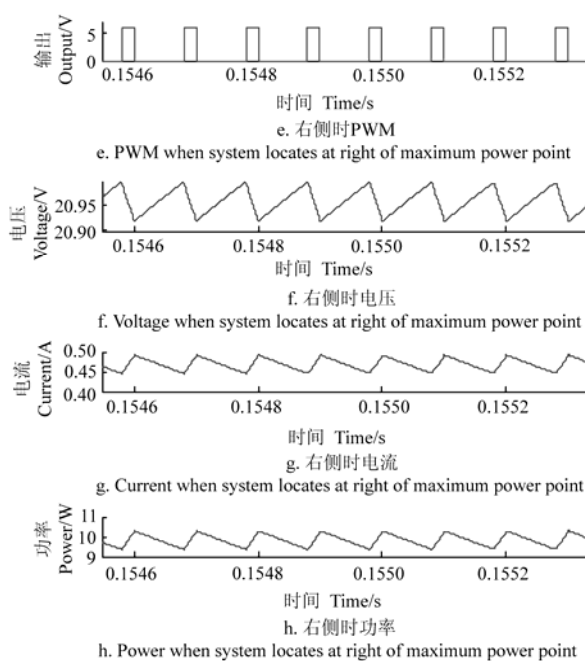 输出
Output/V
5
0
0.1546 0.1548 0.1550 0.1552
时间 Time/s
e. 右侧时PWM
e. PWM when system locates at right of maximum power point
电压
Voltage/V
20.95
20.90
0.1546 0.1548 0.1550 0.1552
时间 Time/s
f. 右侧时电压
f. Voltage when system locates at right of maximum power point
电流
Current/A
0.50
0.45
0.40
0.1546 0.1548 0.1550 0.1552
时间 Time/s
g. 右侧时电流
g. Current when system locates at right of maximum power point
功率
Power/W
11
10
9
0.1546 0.1548 0.1550 0.1552
时间 Time/s
h. 右侧时功率
h. Power when system locates at right of maximum power point